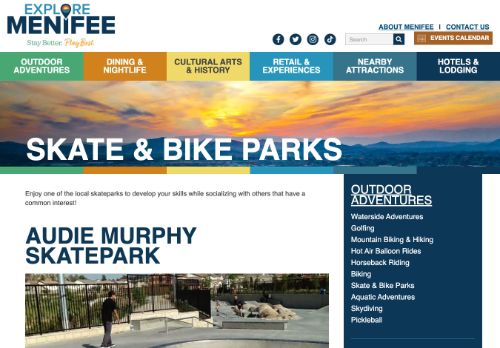 EXPLORE
MENIFEE
Stay Better. Play Best.
ABOUT MENIFEE | CONTACT US
Search
EVENTS CALENDAR
OUTDOOR
ADVENTURES
DINING &
NIGHTLIFE
CULTURAL ARTS
& HISTORY
RETAIL &
EXPERIENCES
NEARBY
ATTRACTIONS
HOTELS &
LODGING
SKATE & BIKE PARKS
Enjoy one of the local skateparks to develop your skills while socializing with others that have a
common interest!
AUDIE MURPHY
SKATEPARK
OUTDOOR
ADVENTURES
Waterside Adventures
Golfing
Mountain Biking & Hiking
Hot Air Balloon Rides
Horseback Riding
Biking
Skate & Bike Parks
Aquatic Adventures
Skydiving
Pickleball